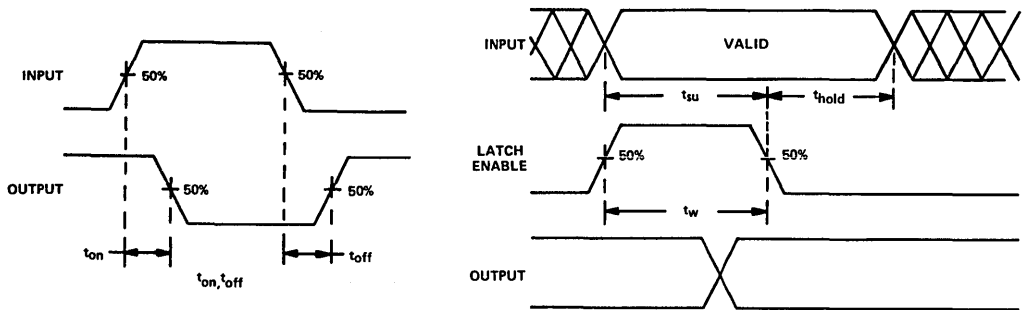 INPUT
50%
50%
OUTPUT
50%
50%
ton
toff
ton,toff
INPUT
VALID
tsu
thold
LATCH
ENABLE
50%
50%
tw
OUTPUT